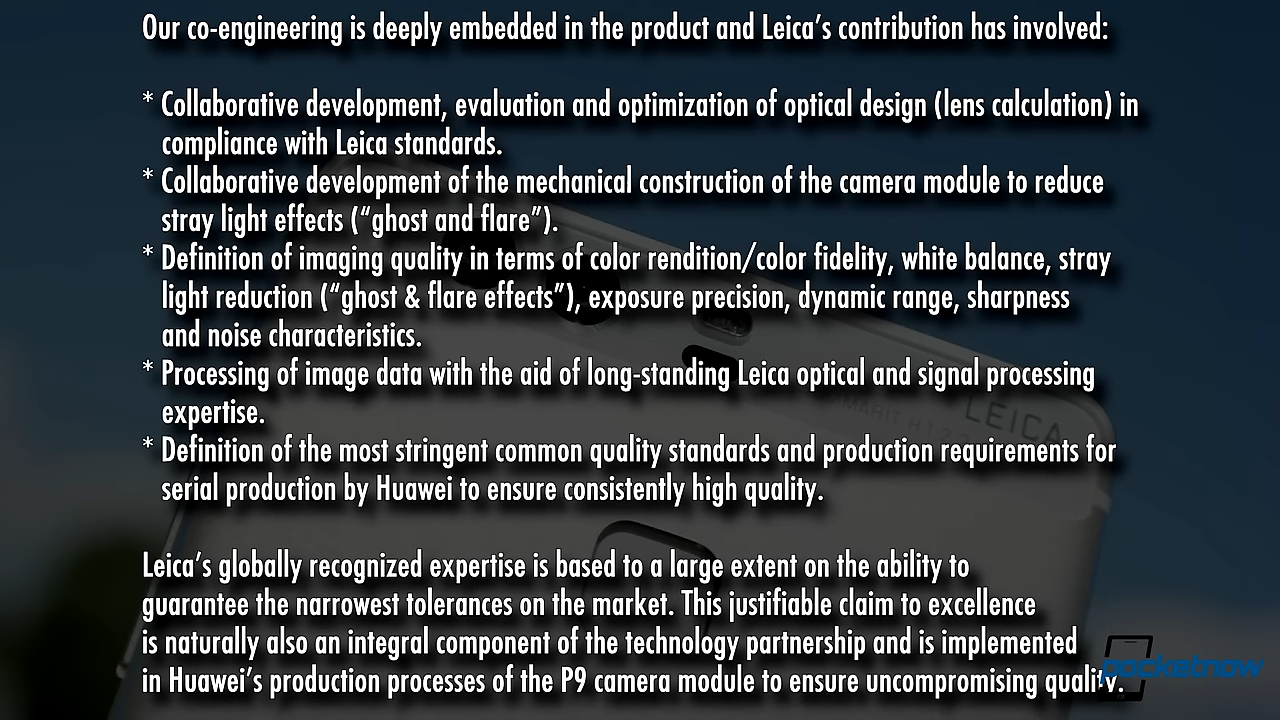 Our co-engineering is deeply embedded in the product and Leica’s contribution has involved:
* Collaborative development, evaluation and optimization of optical design (lens calculation) in
compliance with Leica standards.
* Collaborative development of the mechanical construction of the camera module to reduce
stray light effects (“ghost and flare”).
* Definition of imaging quality in terms of color rendition/color fidelity, white balance, stray
light reduction (“ghost & flare effects”), exposure precision, dynamic range, sharpness
and noise characteristics.
* Processing of image data with the aid of long-standing Leica optical and signal processing
expertise.
LEICA
* Definition of the most stringent common quality standards and production requirements for
serial production by Huawei to ensure consistently high quality.
Leica’s globally recognized expertise is based to a large extent on the ability to
guarantee the narrowest tolerances on the market. This justifiable claim to excellence
is naturally also an integral component of the technology partnership and is implemented
in Huawei’s production processes of the P9 camera module to ensure uncompromising quality.
pocketnow